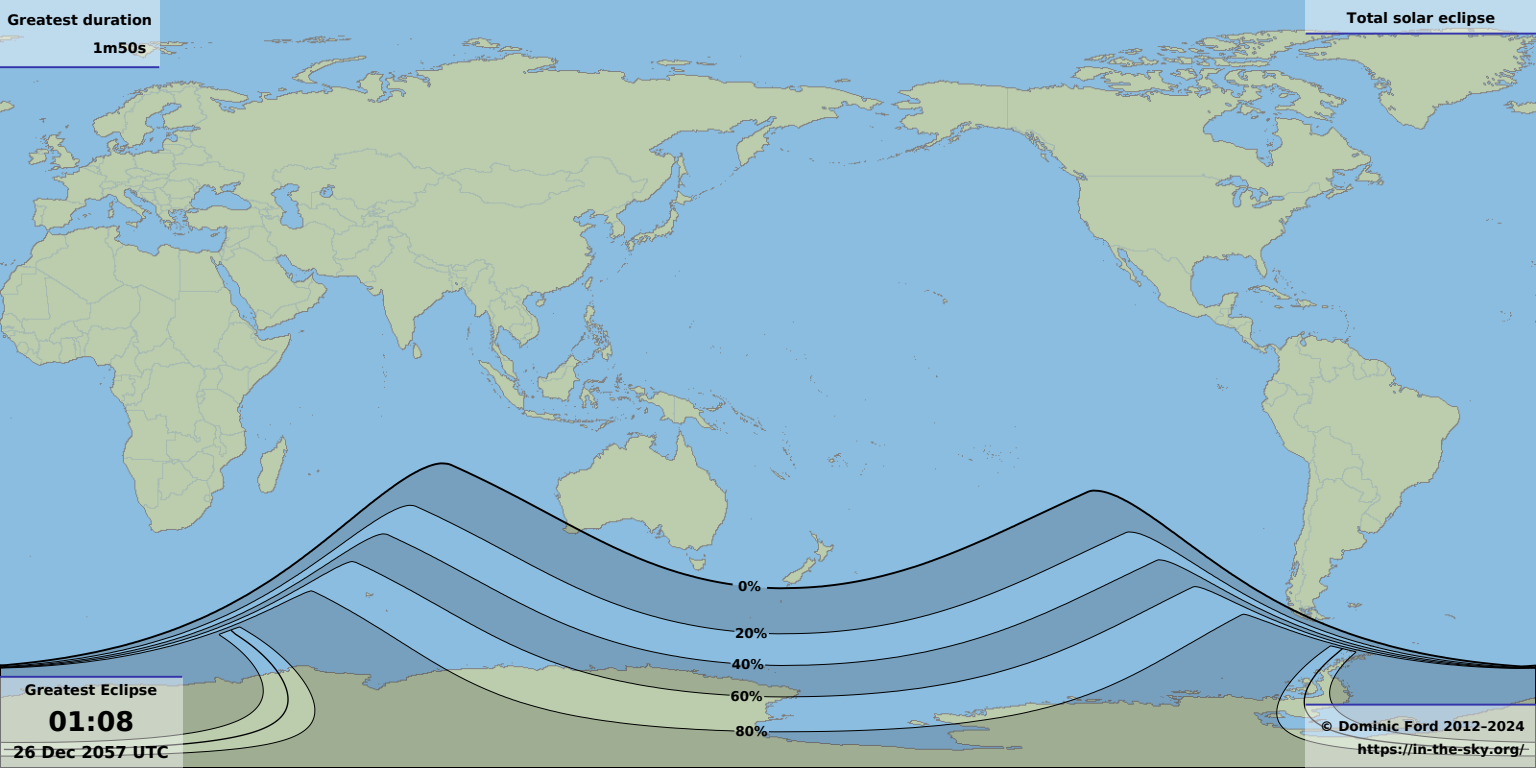 Greatest duration
1m50s
Total solar eclipse
0%
20%
40%
60%
80%
Greatest Eclipse
01:08
26 Dec 2057 UTC
© Dominic Ford 2012–2024
https://in-the-sky.org/